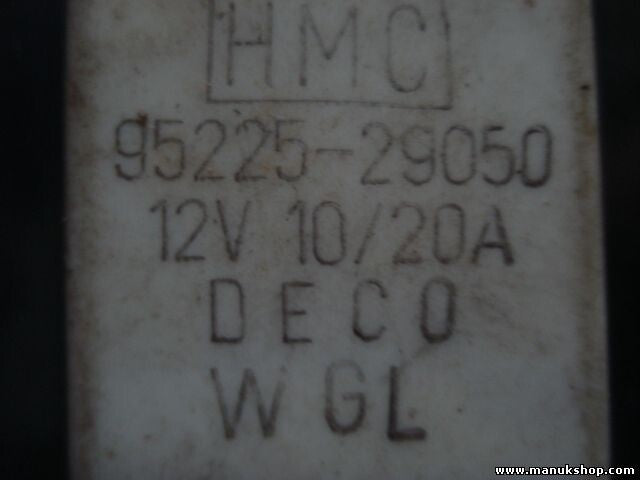 HMC
95225-29050
12V 10/20A
DECO
WGL
www.manukshop.com